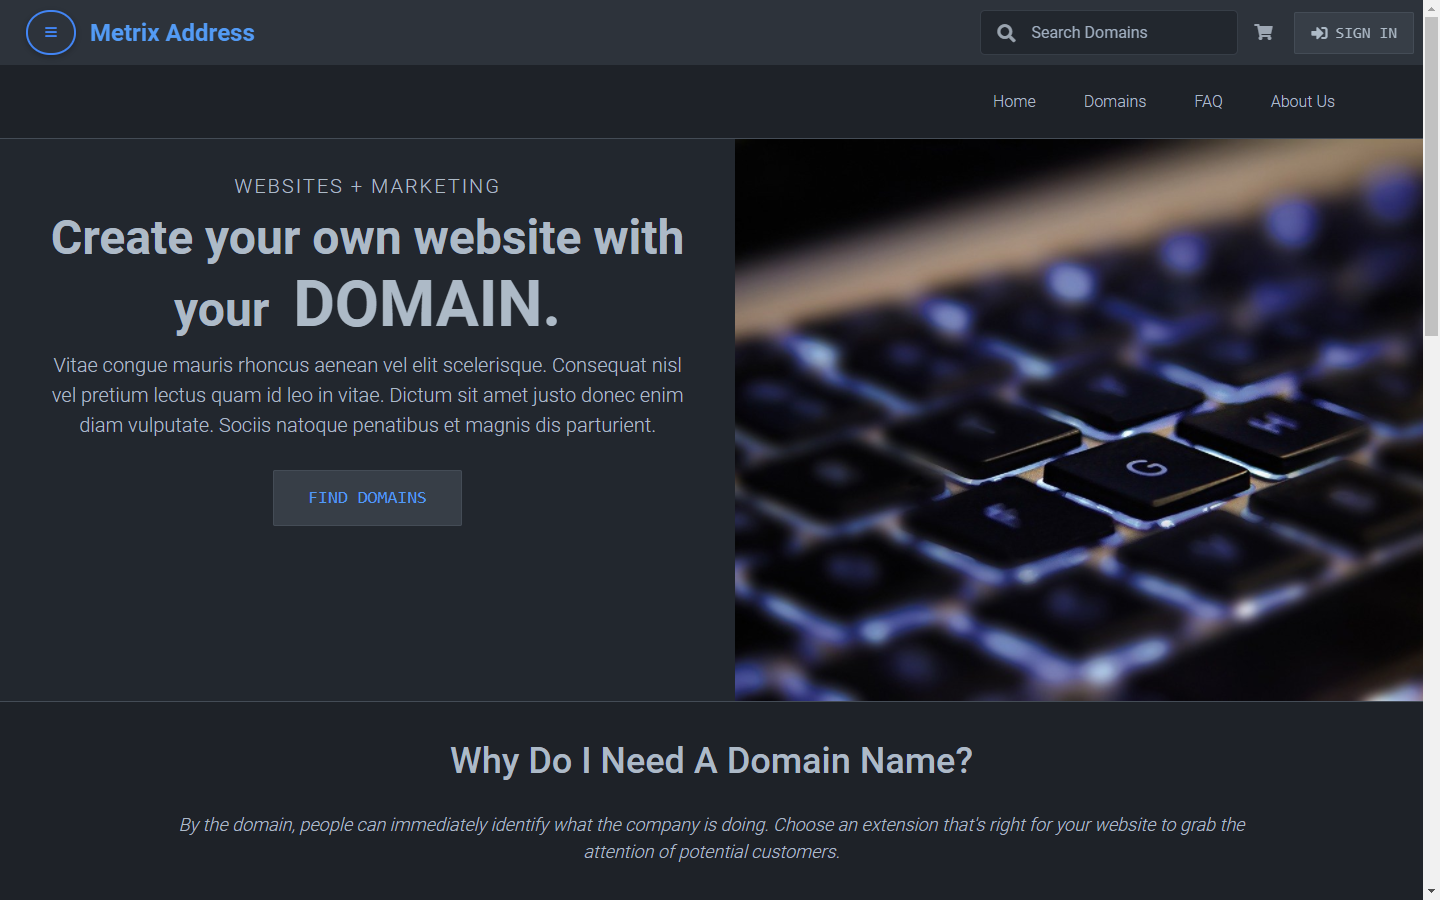 Metrix Address
Search Domains
SIGN IN
Home
Domains
FAQ
About Us
WEBSITES + MARKETING
Create your own website with
your DOMAIN.
Vitae congue mauris rhoncus aenean vel elit scelerisque. Consequat nisl
vel pretium lectus quam id leo in vitae. Dictum sit amet justo donec enim
diam vulputate. Sociis natoque penatibus et magnis dis parturient.
FIND DOMAINS
G
H
Why Do I Need A Domain Name?
By the domain, people can immediately identify what the company is doing. Choose an extension that's right for your website to grab the
attention of potential customers.